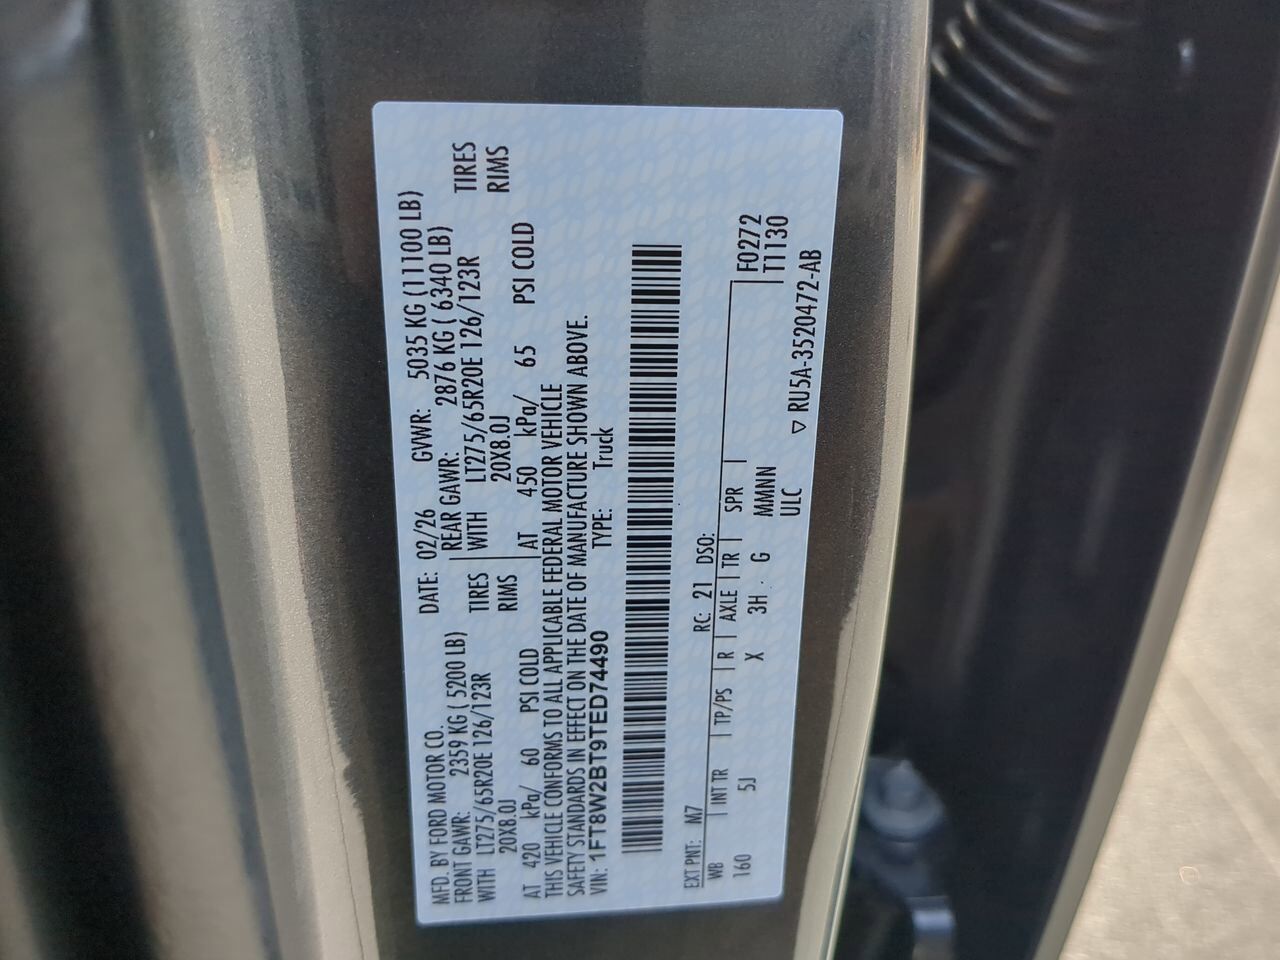 MFD. BY FORD MOTOR CO. DATE: 02/26 GVWR: 5035 KG (11100 LB)
FRONT GAWR: 2359 KG ( 5200 LB) REAR GAWR: 2876 KG ( 6340 LB)
WITH LT275/65R20E 126/123R TIRES WITH LT275/65R20E 126/123R TIRES
20X8.0J RIMS 20X8.0J RIMS
AT 420 kPa/ 60 PSI COLD AT 450 kPa/ 65 PSI COLD
THIS VEHICLE CONFORMS TO ALL APPLICABLE FEDERAL MOTOR VEHICLE
SAFETY STANDARDS IN EFFECT ON THE DATE OF MANUFACTURE SHOWN ABOVE.
VIN: 1FT8W2BT9TED74490 TYPE: Truck
EXT PNT: M7 RC: 21 DSO:
WB INT TR TP/PS R AXLE TR SPR F0272
160 5J X 3H G MMMNN T1130
ULC
▽ RU5A-3520472-AB